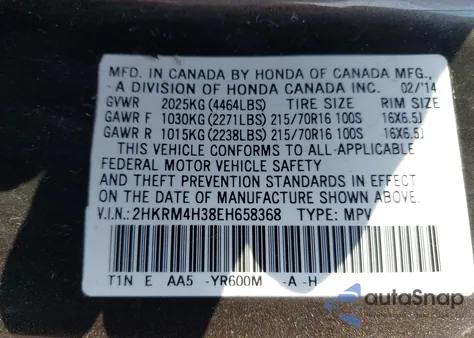 MFD. IN CANADA BY HONDA OF CANADA MFG.,
A DIVISION OF HONDA CANADA INC. 02/'14
GVWR 2025KG (4464LBS) TIRE SIZE RIM SIZE
GAWR F 1030KG (2271LBS) 215/70R16 100S 16X6.5J
GAWR R 1015KG (2238LBS) 215/70R16 100S 16X6.5J
THIS VEHICLE CONFORMS TO ALL APPLICABLE
FEDERAL MOTOR VEHICLE SAFETY
AND THEFT PREVENTION STANDARDS IN EFFECT
ON THE DATE OF MANUFACTURE SHOWN ABOVE.
V.I.N.: 2HKRM4H38EH658368 TYPE: MPV
T1N E AA5 -YR600M -A -H
autoSnap